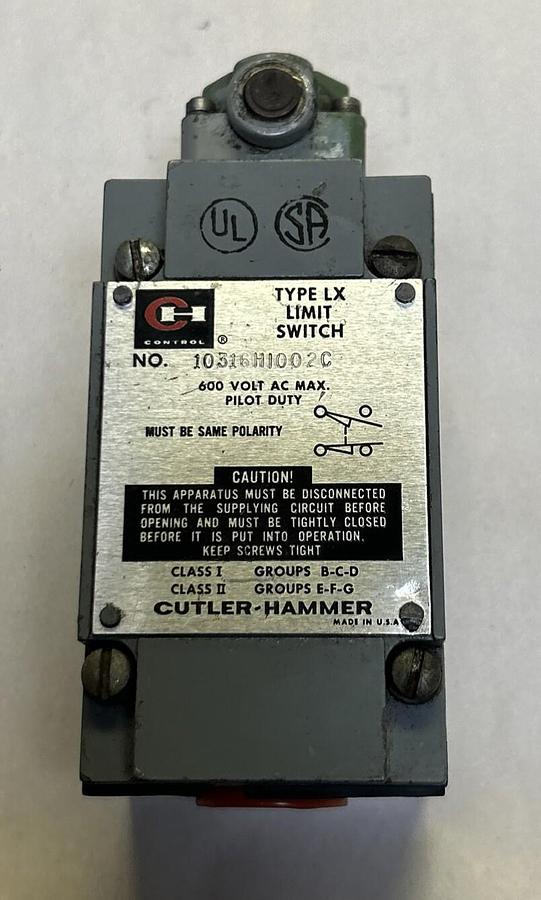 UL SA
CH
CONTROL ®
TYPE LX
LIMIT
SWITCH
NO. 10316H1002C
600 VOLT AC MAX.
PILOT DUTY
MUST BE SAME POLARITY
CAUTION!
THIS APPARATUS MUST BE DISCONNECTED
FROM THE SUPPLYING CIRCUIT BEFORE
OPENING AND MUST BE TIGHTLY CLOSED
BEFORE IT IS PUT INTO OPERATION.
KEEP SCREWS TIGHT
CLASS I GROUPS B-C-D
CLASS II GROUPS E-F-G
CUTLER-HAMMER
MADE IN U.S.A